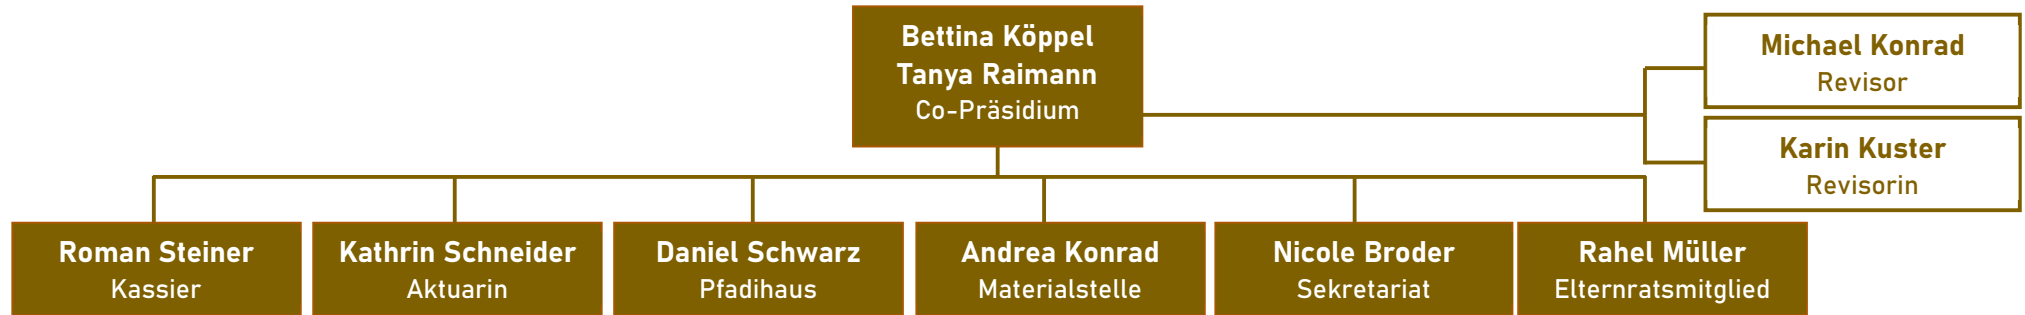 Bettina Köppel
Tanya Raimann
Co-Präsidium
Michael Konrad
Revisor
Karin Kuster
Revisorin
Roman Steiner
Kassier
Kathrin Schneider
Aktuarin
Daniel Schwarz
Pfadihaus
Andrea Konrad
Materialstelle
Nicole Broder
Sekretariat
Rahel Müller
Elternratsmitglied